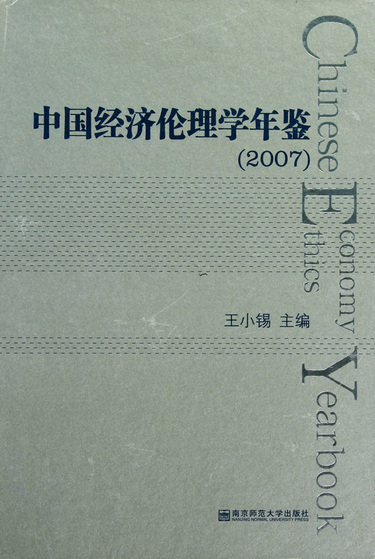 中国经济伦理学年鉴
(2007)
Chinese
Economy
Ethics
Yearbook
王小锡 主编
南京师范大学出版社
NANJING NORMAL UNIVERSITY PRESS